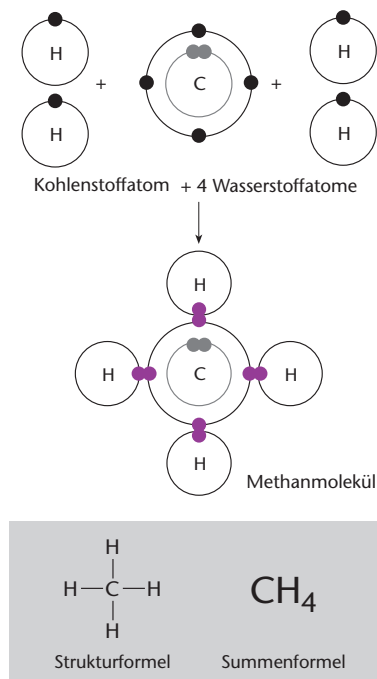 H + C + H
H H
Kohlenstoffatom + 4 Wasserstoffatome
H
H C H
H
Methanmolekül
H
H—C—H
H
CH4
Strukturformel Summenformel